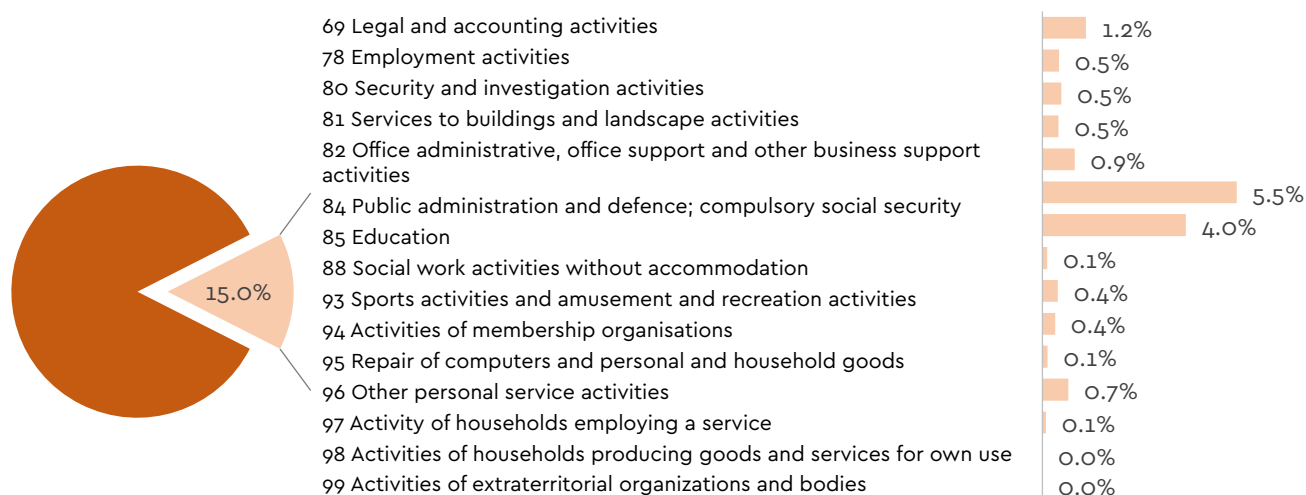 69 Legal and accounting activities 1.2%
78 Employment activities 0.5%
80 Security and investigation activities 0.5%
81 Services to buildings and landscape activities 0.5%
82 Office administrative, office support and other business support
activities 0.9%
84 Public administration and defence; compulsory social security 5.5%
85 Education 4.0%
88 Social work activities without accommodation 0.1%
15.0%
93 Sports activities and amusement and recreation activities 0.4%
94 Activities of membership organisations 0.4%
95 Repair of computers and personal and household goods 0.1%
96 Other personal service activities 0.7%
97 Activity of households employing a service 0.1%
98 Activities of households producing goods and services for own use 0.0%
99 Activities of extraterritorial organizations and bodies 0.0%